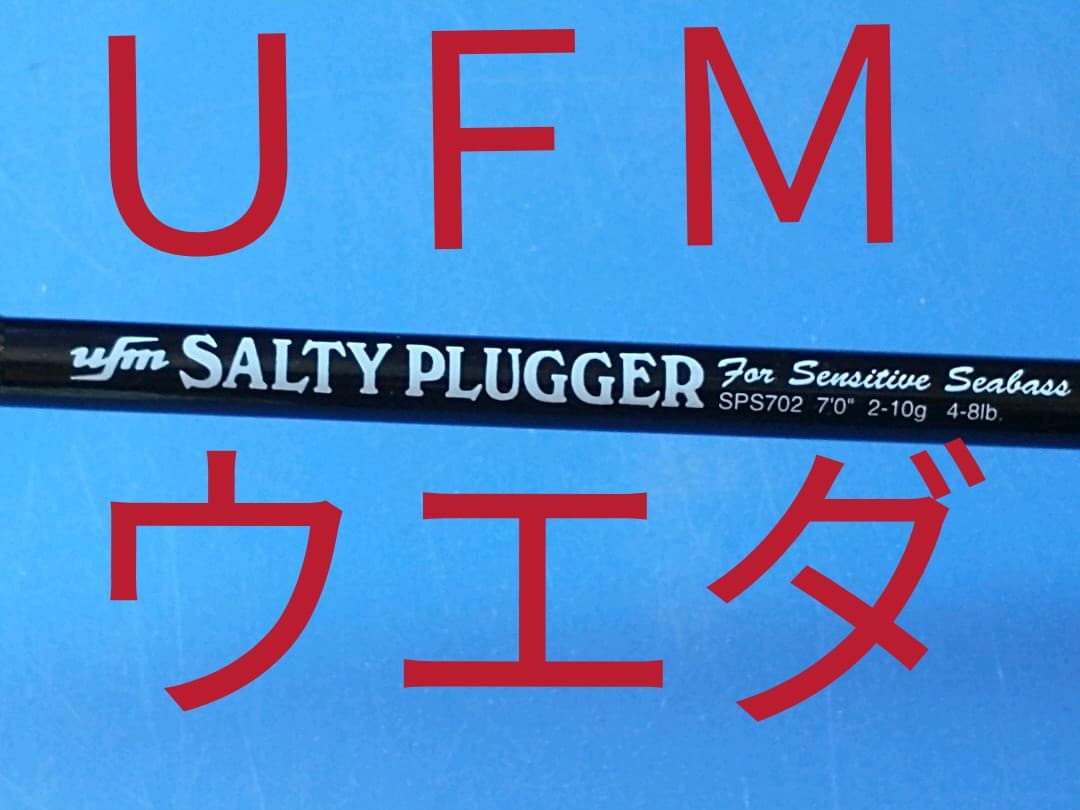 UFM
ufm SALTY PLUGGER For Sensitive Seabass
SPS702 7'0" 2-10g 4-8lb.
ウエダ